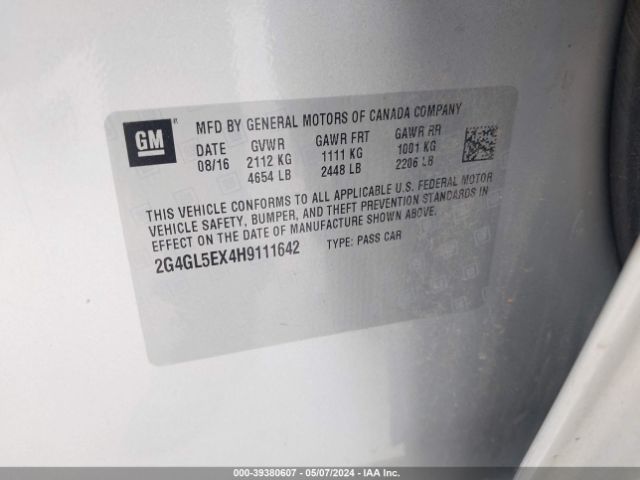 GM ®
MFD BY GENERAL MOTORS OF CANADA COMPANY
DATE GVWR GAWR FRT GAWR RR
08/16 2112 KG 1111 KG 1001 KG
4654 LB 2448 LB 2206 LB
THIS VEHICLE CONFORMS TO ALL APPLICABLE U.S. FEDERAL MOTOR
VEHICLE SAFETY, BUMPER, AND THEFT PREVENTION STANDARDS IN
EFFECT ON THE DATE OF MANUFACTURE SHOWN ABOVE.
2G4GL5EX4H9111642 TYPE: PASS CAR
000-39380607 - 05/07/2024 - IAA Inc.